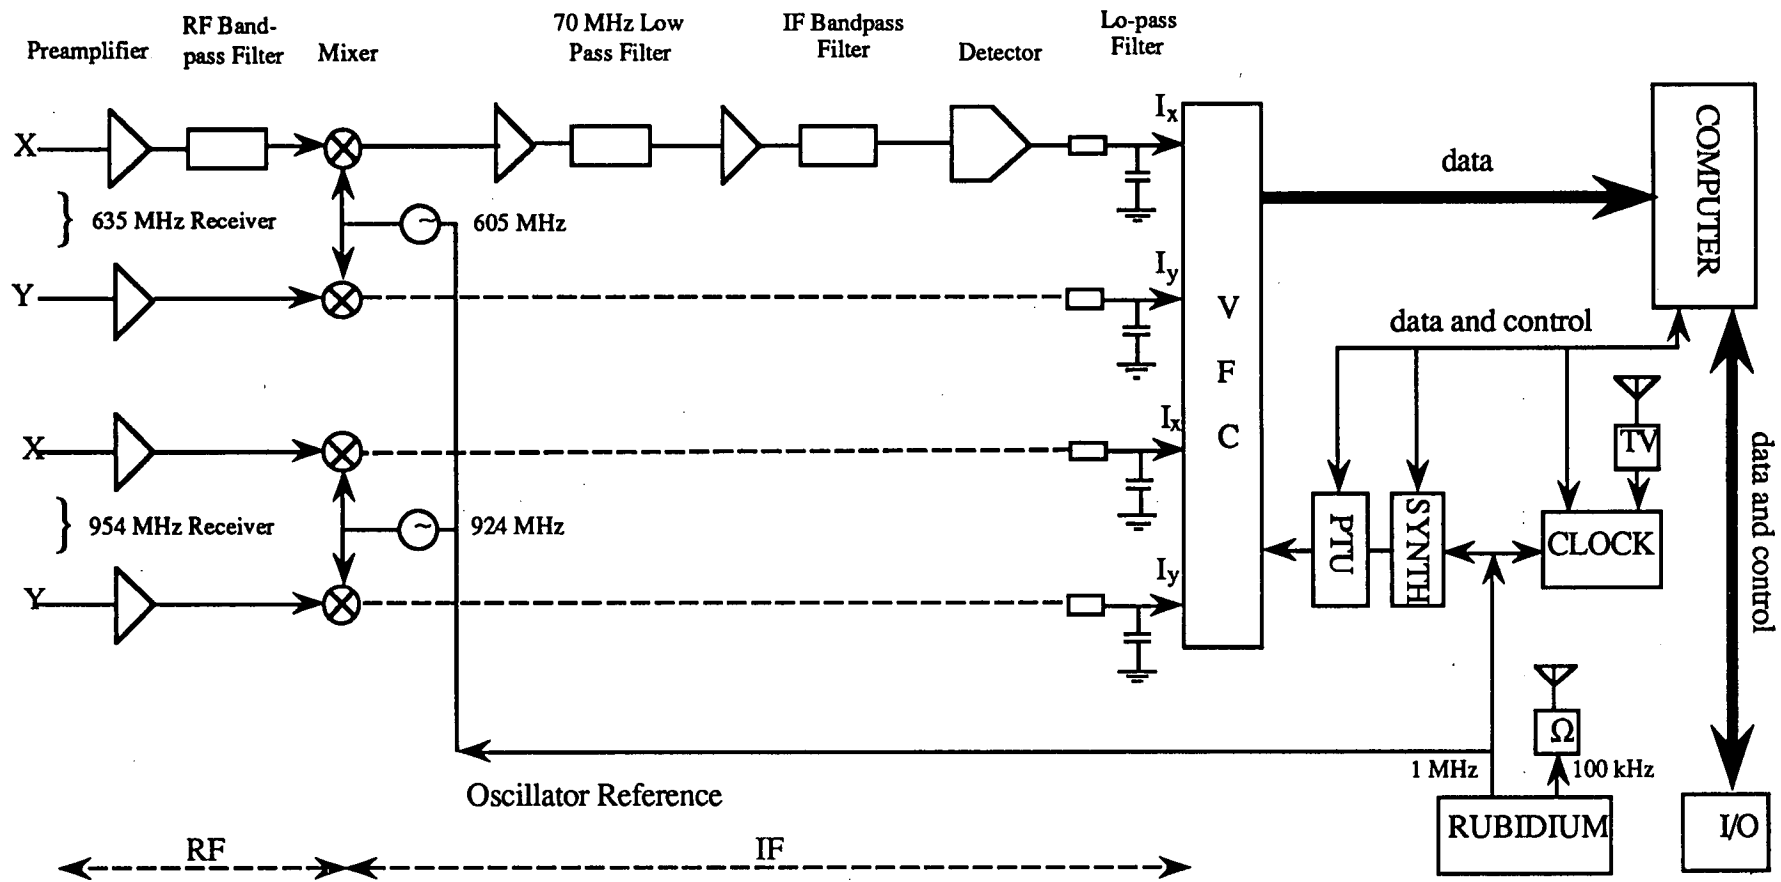 Preamplifier
RF Band-
pass Filter
Mixer
70 MHz Low
Pass Filter
IF Bandpass
Filter
Detector
Lo-pass
Filter
X
Ix
635 MHz Receiver
605 MHz
Y
Iy
X
Ix
954 MHz Receiver
924 MHz
Y
Iy
V
F
C
data
COMPUTER
data and control
TV
PTU
SYNTH
CLOCK
data and control
Ω
1 MHz
100 kHz
Oscillator Reference
RUBIDIUM
I/O
RF
IF